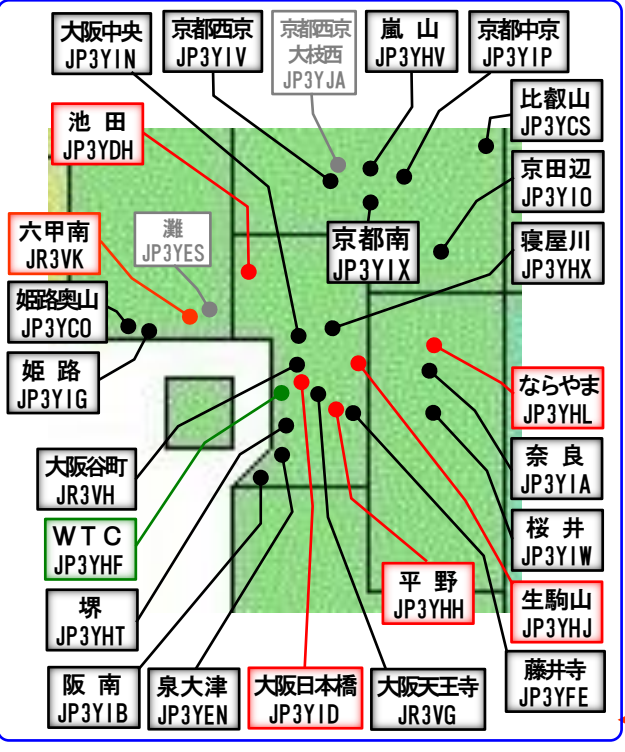 大阪中央
JP3YIN
京都西京
JP3YIV
京都西京
大枝西
JP3YJA
嵐 山
JP3YHV
京都中京
JP3YIP
比叡山
JP3YCS
池 田
JP3YDH
京田辺
JP3YIO
六甲南
JR3VK
灘
JP3YES
京都南
JP3YIX
寝屋川
JP3YHX
姫路奥山
JP3YCO
姫 路
JP3YIG
ならやま
JP3YHL
大阪谷町
JR3VH
奈 良
JP3YIA
WTC
JP3YHF
桜 井
JP3YIW
平 野
JP3YHH
生駒山
JP3YHJ
堺
JP3YHT
阪 南
JP3YIB
泉大津
JP3YEN
大阪日本橋
JP3YID
大阪天王寺
JR3VG
藤井寺
JP3YFE